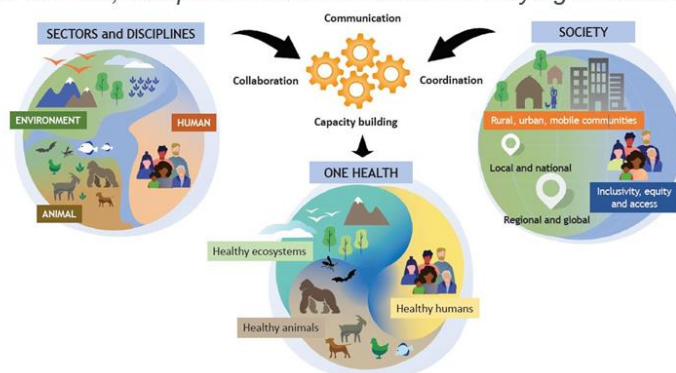 Communication
SECTORS and DISCIPLINES
SOCIETY
Collaboration
Coordination
Capacity building
ENVIRONMENT
HUMAN
ANIMAL
Rural, urban, mobile communities
Local and national
Inclusivity, equity
and access
Regional and global
ONE HEALTH
Healthy ecosystems
Healthy humans
Healthy animals